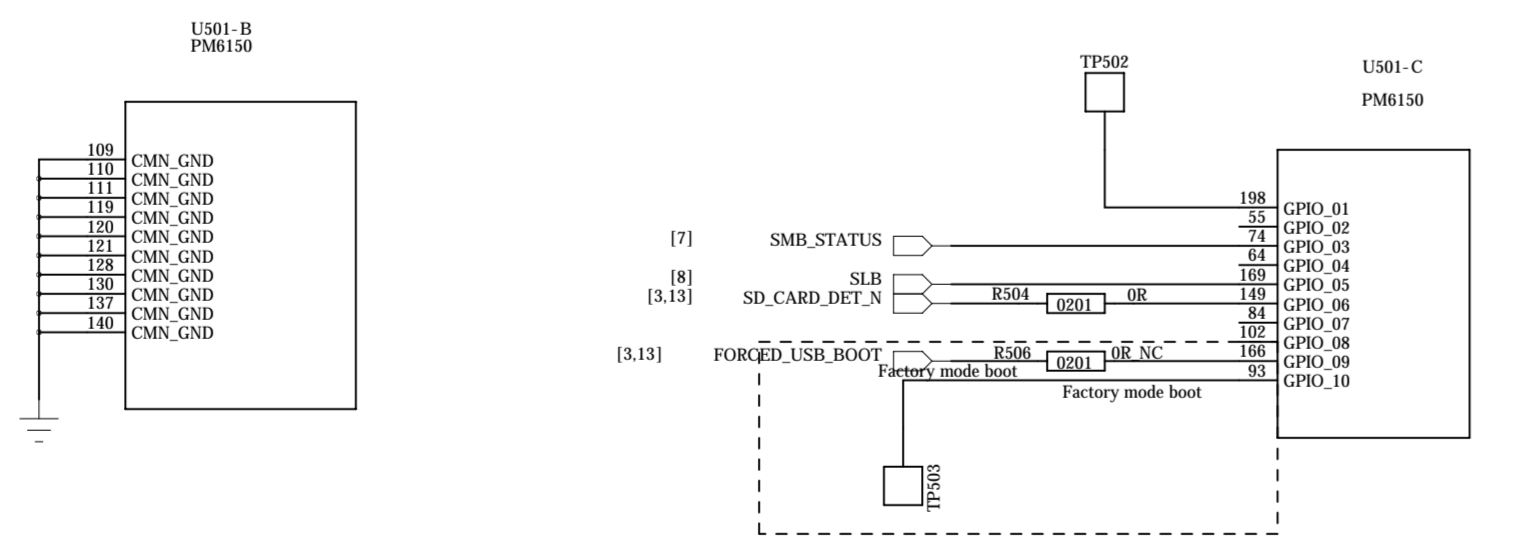 U501-B
PM6150
109 CMN_GND
110 CMN_GND
111 CMN_GND
119 CMN_GND
120 CMN_GND
121 CMN_GND
128 CMN_GND
130 CMN_GND
137 CMN_GND
140 CMN_GND
TP502
U501-C
PM6150
198 GPIO_01
55 GPIO_02
[7] SMB_STATUS 74 GPIO_03
64 GPIO_04
[8] SLB 169 GPIO_05
[3,13] SD_CARD_DET_N R504 0201 0R 149 GPIO_06
84 GPIO_07
102 GPIO_08
[3,13] FORCED_USB_BOOT R506 0201 0R_NC 166 GPIO_09
Factory mode boot
93 GPIO_10
Factory mode boot
TP503